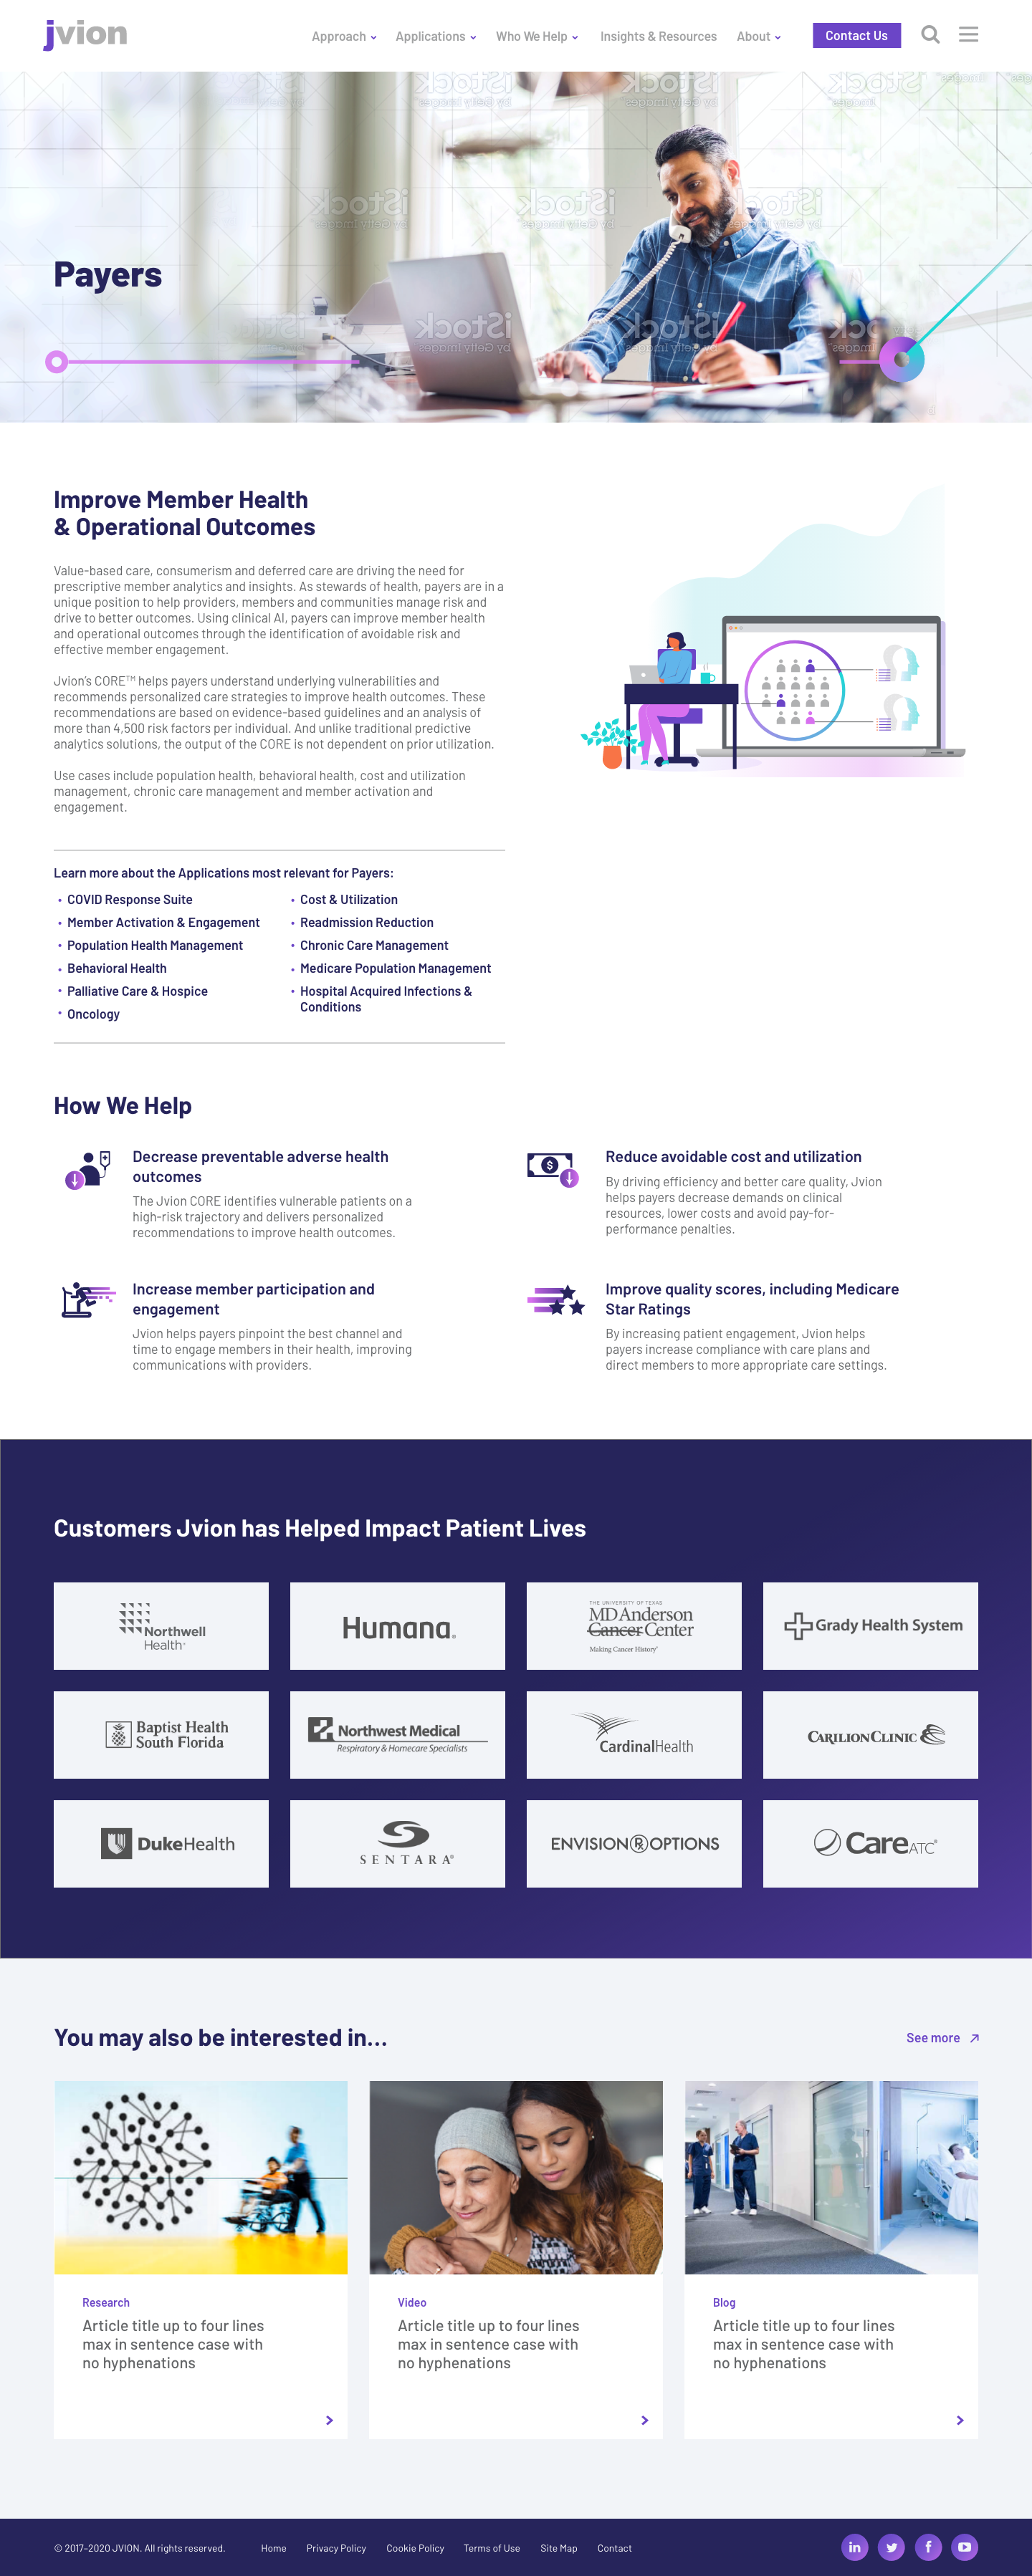 jvion
Approach
Applications
Who We Help
Insights & Resources
About
Contact Us
iStock
by Getty Images
Payers
Improve Member Health
& Operational Outcomes
Value-based care, consumerism and deferred care are driving the need for
prescriptive member analytics and insights. As stewards of health, payers are in a
unique position to help providers, members and communities manage risk and
drive to better outcomes. Using clinical AI, payers can improve member health
and operational outcomes through the identification of avoidable risk and
effective member engagement.
Jvion’s CORE™ helps payers understand underlying vulnerabilities and
recommends personalized care strategies to improve health outcomes. These
recommendations are based on evidence-based guidelines and an analysis of
more than 4,500 risk factors per individual. And unlike traditional predictive
analytics solutions, the output of the CORE is not dependent on prior utilization.
Use cases include population health, behavioral health, cost and utilization
management, chronic care management and member activation and
engagement.
Learn more about the Applications most relevant for Payers:
• COVID Response Suite
• Member Activation & Engagement
• Population Health Management
• Behavioral Health
• Palliative Care & Hospice
• Oncology
• Cost & Utilization
• Readmission Reduction
• Chronic Care Management
• Medicare Population Management
• Hospital Acquired Infections &
Conditions
How We Help
Decrease preventable adverse health
outcomes
The Jvion CORE identifies vulnerable patients on a
high-risk trajectory and delivers personalized
recommendations to improve health outcomes.
$
Reduce avoidable cost and utilization
By driving efficiency and better care quality, Jvion
helps payers decrease demands on clinical
resources, lower costs and avoid pay-for-
performance penalties.
Increase member participation and
engagement
Jvion helps payers pinpoint the best channel and
time to engage members in their health, improving
communications with providers.
Improve quality scores, including Medicare
Star Ratings
By increasing patient engagement, Jvion helps
payers increase compliance with care plans and
direct members to more appropriate care settings.
Customers Jvion has Helped Impact Patient Lives
Northwell
Health
Humana
THE UNIVERSITY OF TEXAS
MD Anderson
Cancer Center
Making Cancer History®
Grady Health System
Baptist Health
South Florida
Northwest Medical
Respiratory & Homecare Specialists
CardinalHealth
CARILION CLINIC
DukeHealth
SENTARA®
ENVISION ROPTIONS
CareATC®
You may also be interested in...
See more
Research
Article title up to four lines
max in sentence case with
no hyphenations
Video
Article title up to four lines
max in sentence case with
no hyphenations
Blog
Article title up to four lines
max in sentence case with
no hyphenations
© 2017-2020 JVION. All rights reserved.
Home
Privacy Policy
Cookie Policy
Terms of Use
Site Map
Contact